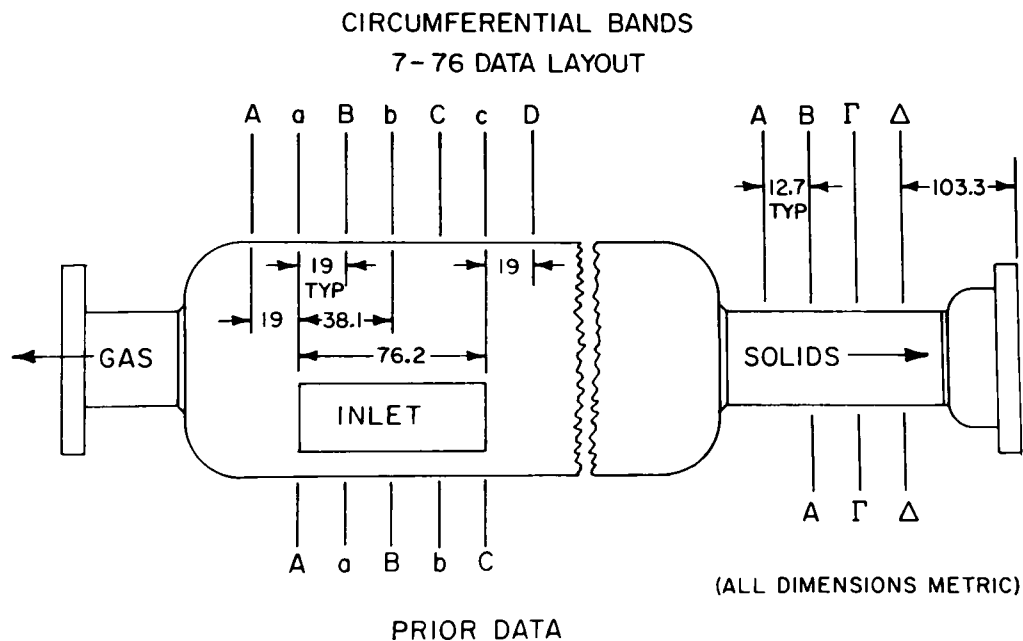 CIRCUMFERENTIAL BANDS
7-76 DATA LAYOUT
A a B b C c D
A B Γ Δ
12.7
TYP
103.3
19
TYP
19
19
38.1
76.2
GAS
SOLIDS
INLET
A a B b C
A Γ Δ
(ALL DIMENSIONS METRIC)
PRIOR DATA